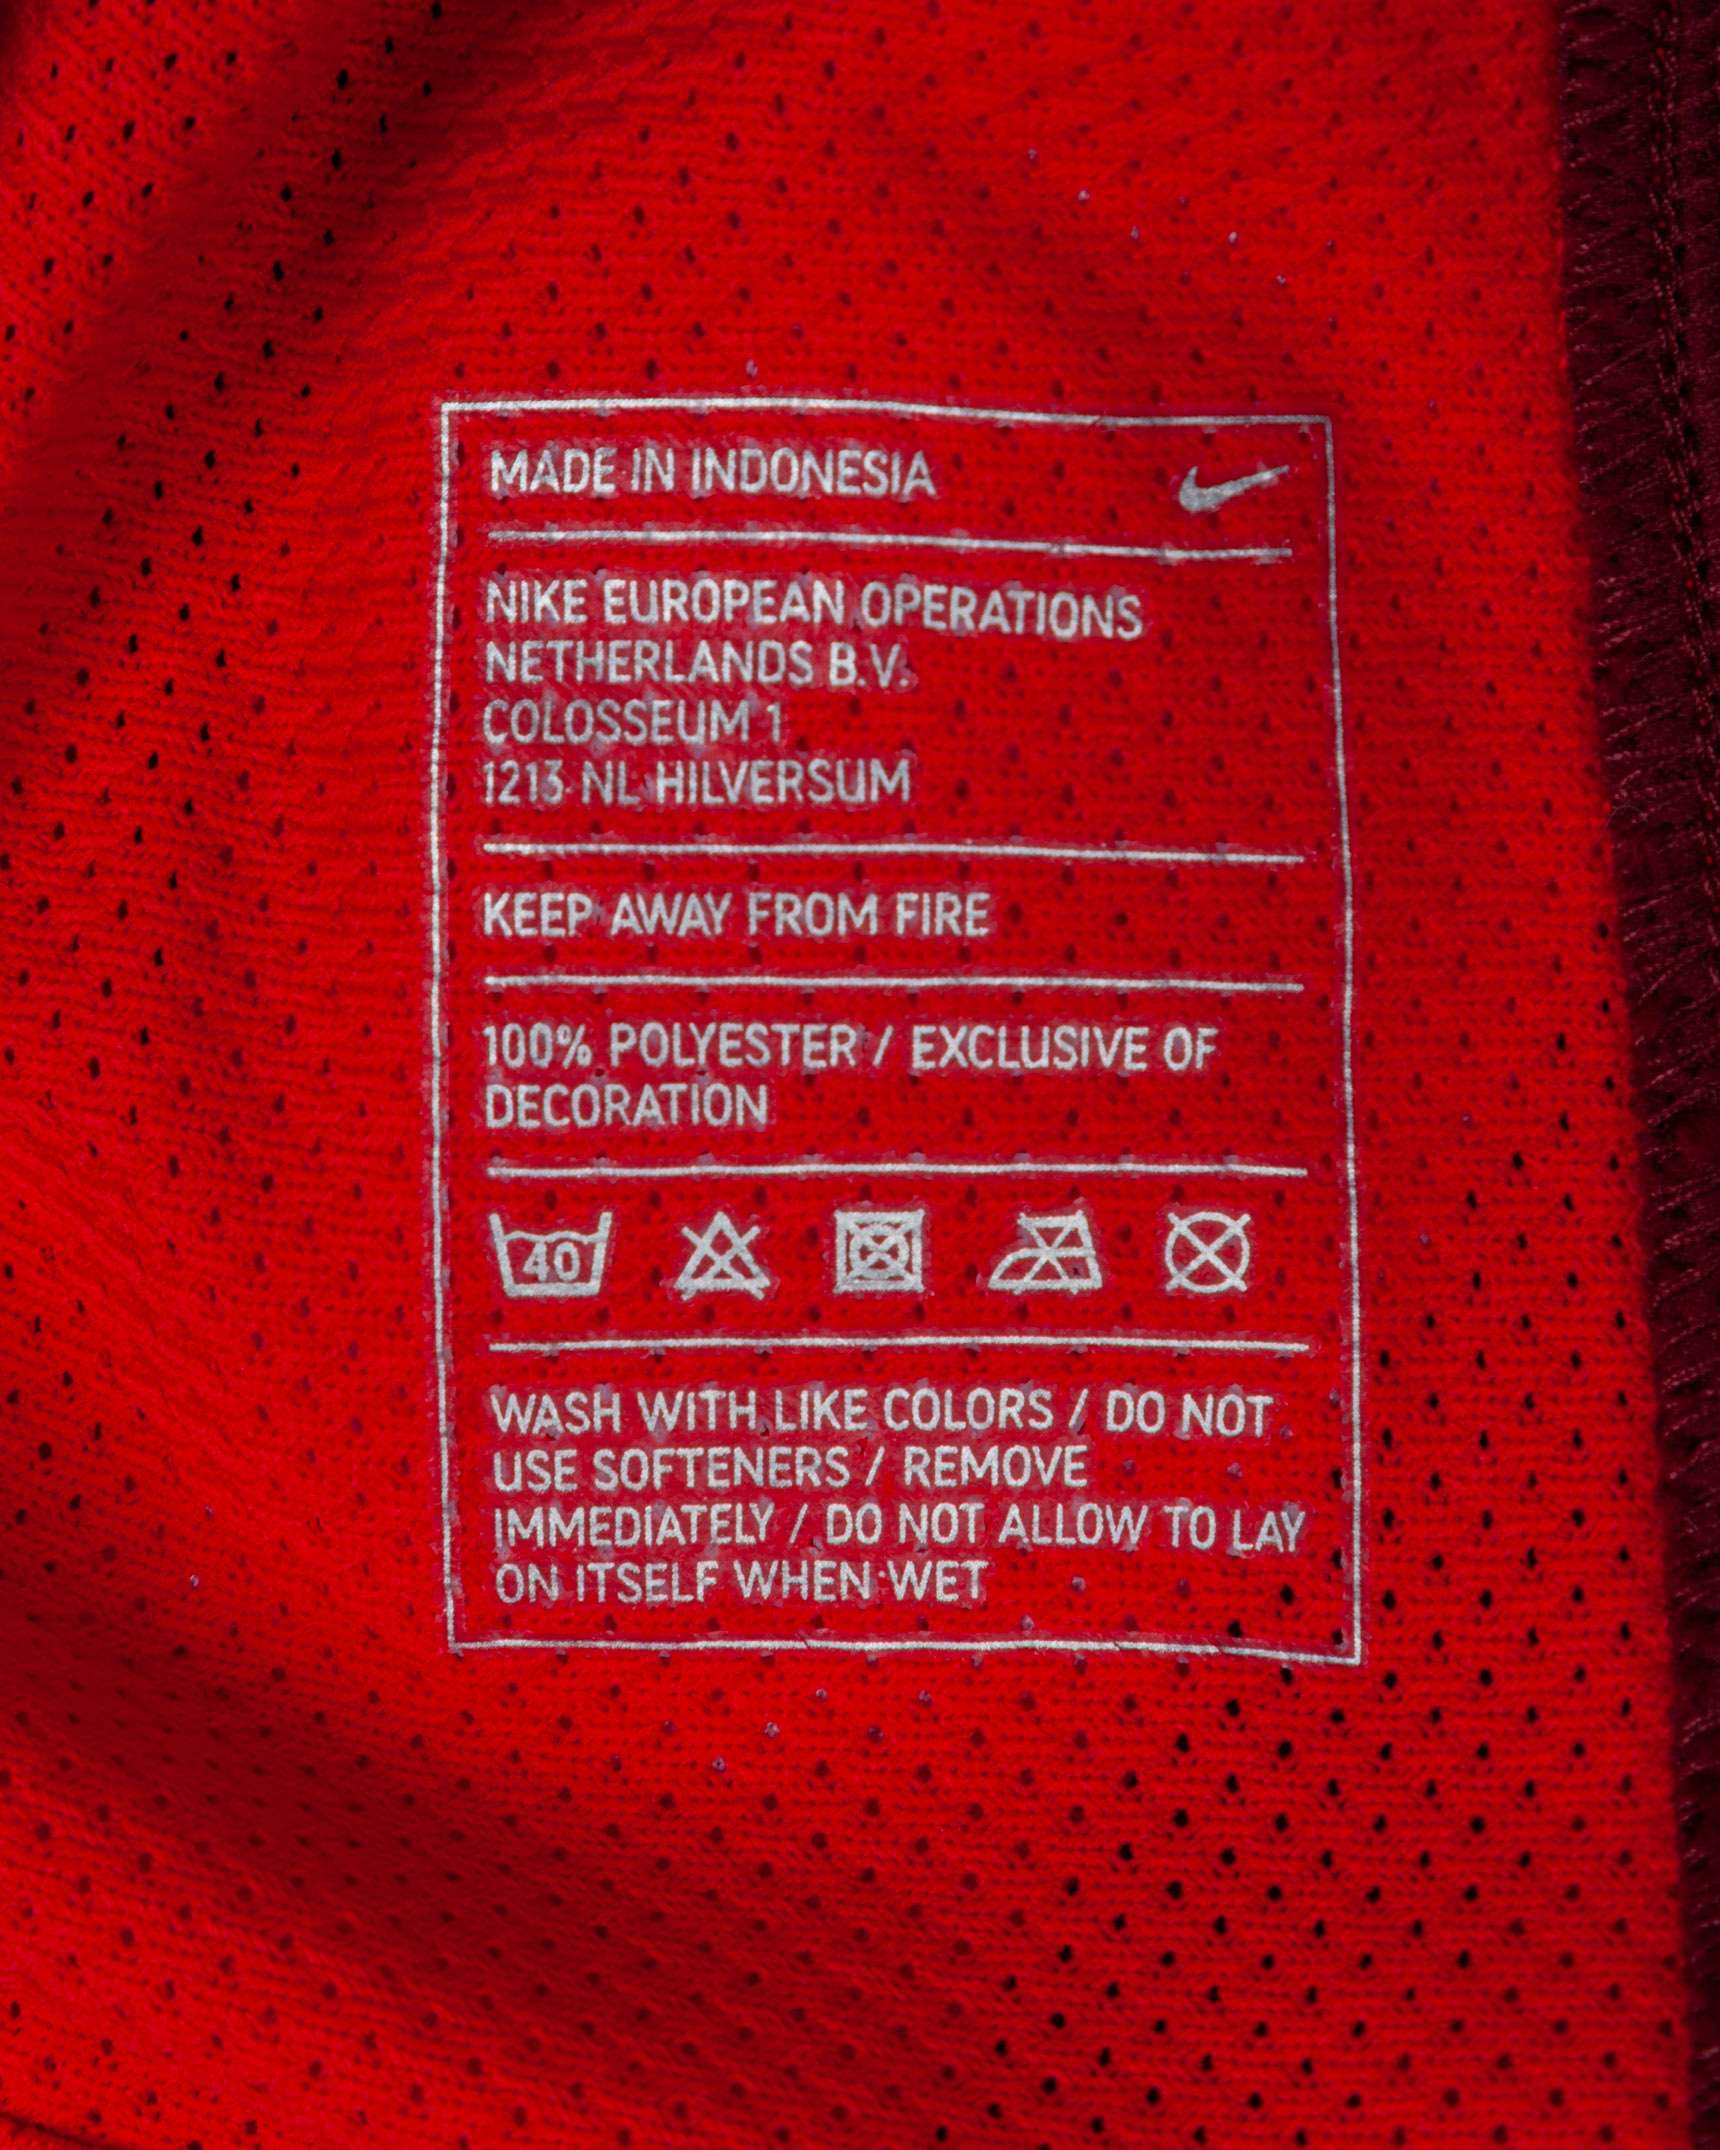 MADE IN INDONESIA
NIKE EUROPEAN OPERATIONS
NETHERLANDS B.V.
COLOSSEUM 1
1213 NL HILVERSUM
KEEP AWAY FROM FIRE
100% POLYESTER / EXCLUSIVE OF
DECORATION
40
WASH WITH LIKE COLORS / DO NOT
USE SOFTENERS / REMOVE
IMMEDIATELY / DO NOT ALLOW TO LAY
ON ITSELF WHEN WET